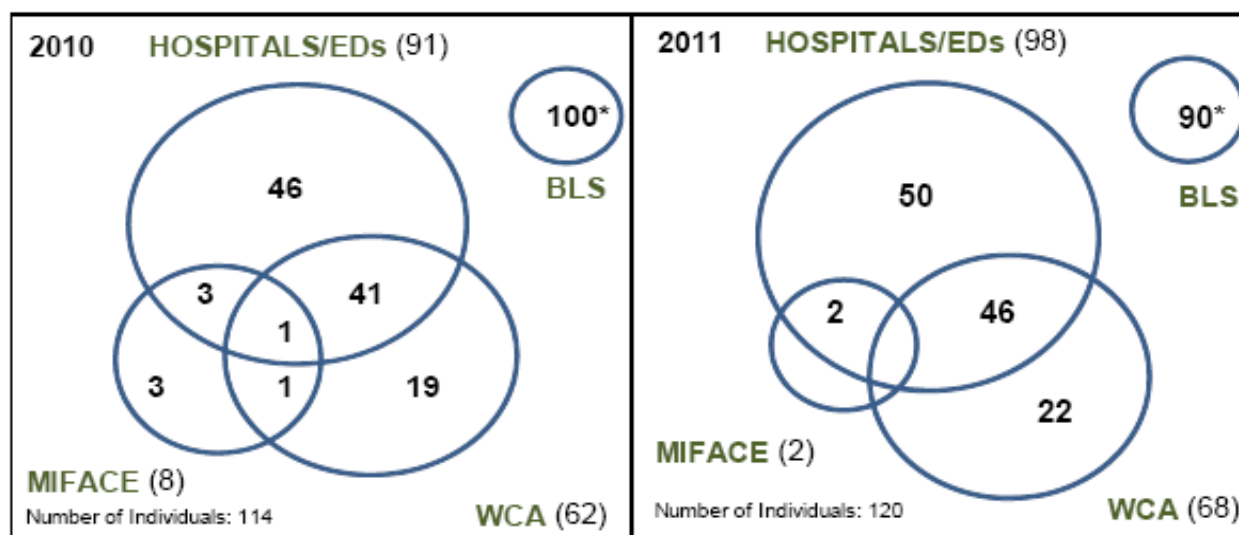 2010 HOSPITALS/EDs (91)
100*
BLS
46
3
41
1
3
1
19
MIFACE (8)
WCA (62)
Number of Individuals: 114
2011 HOSPITALS/EDs (98)
90*
BLS
50
2
46
22
MIFACE (2)
WCA (68)
Number of Individuals: 120